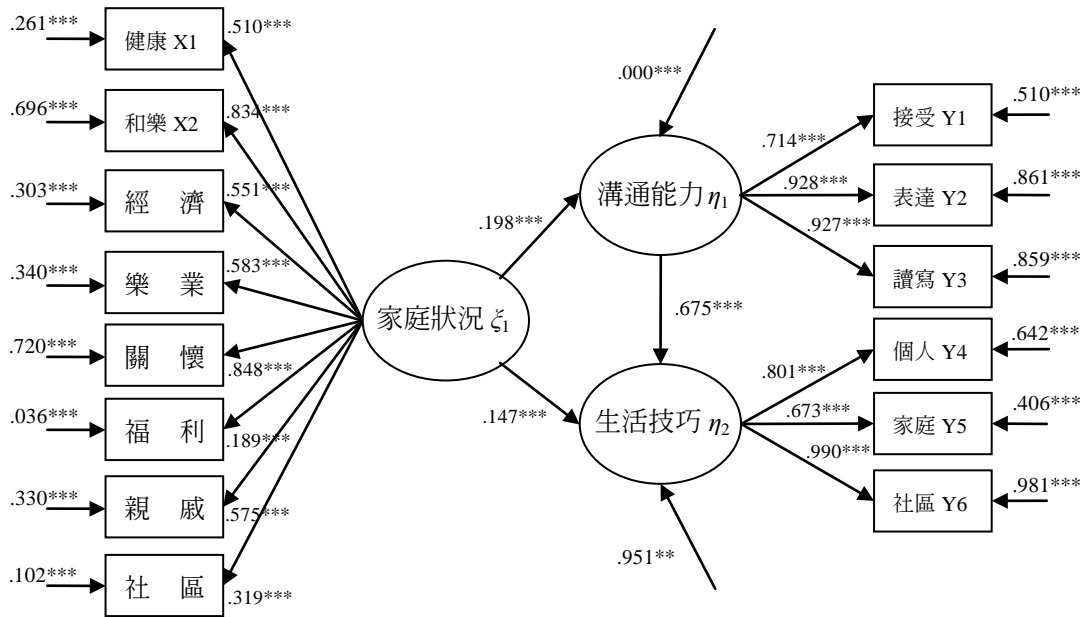 .261***
健康 X1
.510***
.696***
和樂 X2
.834***
.303***
經 濟
.551***
.340***
樂 業
.583***
.720***
關 懷
.848***
.036***
福 利
.189***
.330***
親 戚
.575***
.102***
社 區
.319***
家庭狀況 ξ₁
.198***
.147***
.000***
溝通能力 η₁
.675***
生活技巧 η₂
.951**
.714***
接受 Y1
.510***
.928***
表達 Y2
.861***
.927***
讀寫 Y3
.859***
.801***
個人 Y4
.642***
.673***
家庭 Y5
.406***
.990***
社區 Y6
.981***